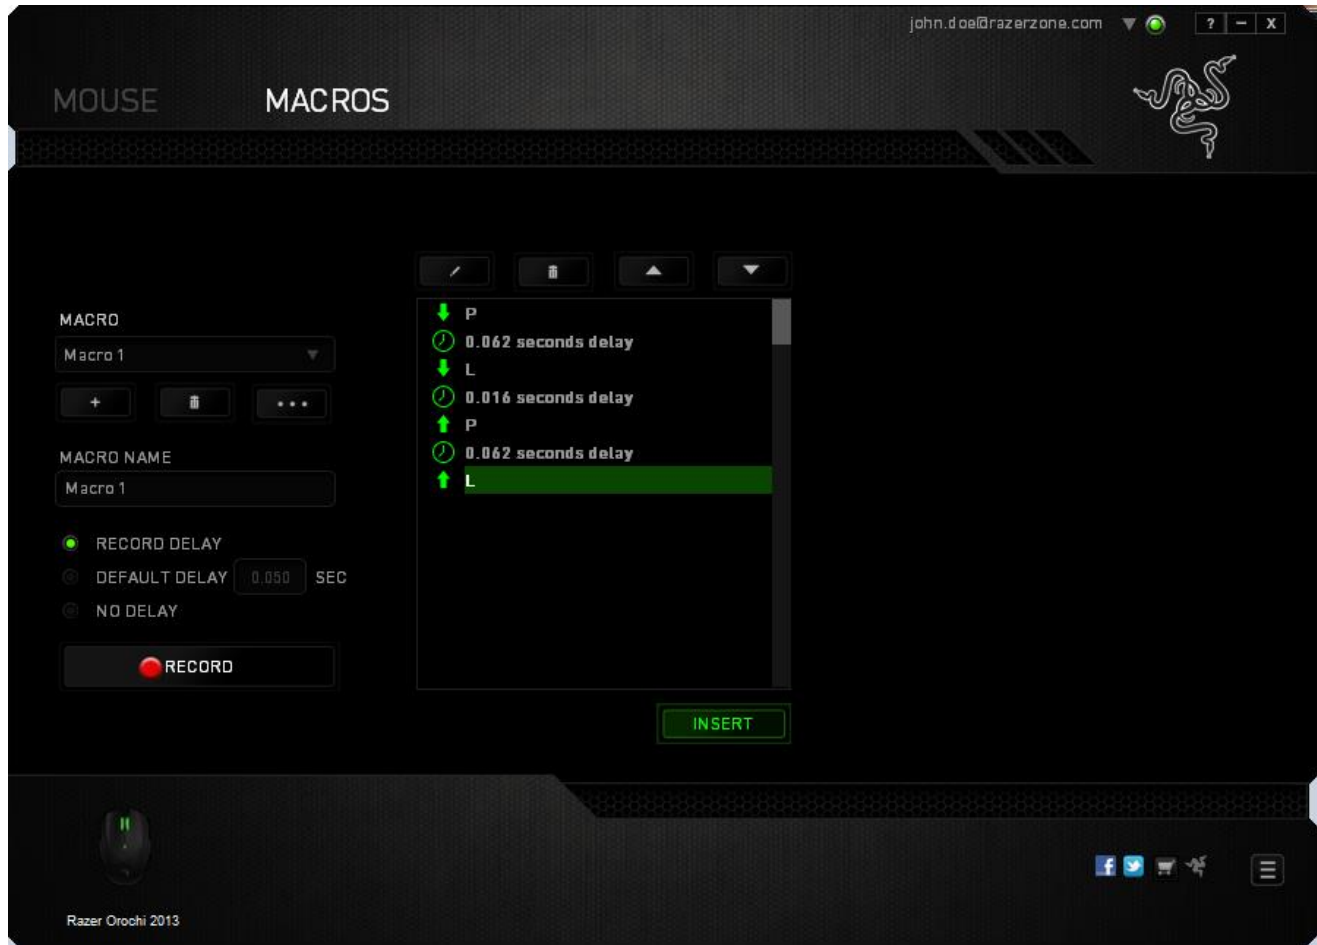 john.doe@razerzone.com
? – X
MOUSE MACROS
MACRO
Macro 1
+
MACRO NAME
Macro 1
RECORD DELAY
DEFAULT DELAY 0.050 SEC
NO DELAY
RECORD
P
0.062 seconds delay
L
0.016 seconds delay
P
0.062 seconds delay
L
INSERT
Razer Orochi 2013